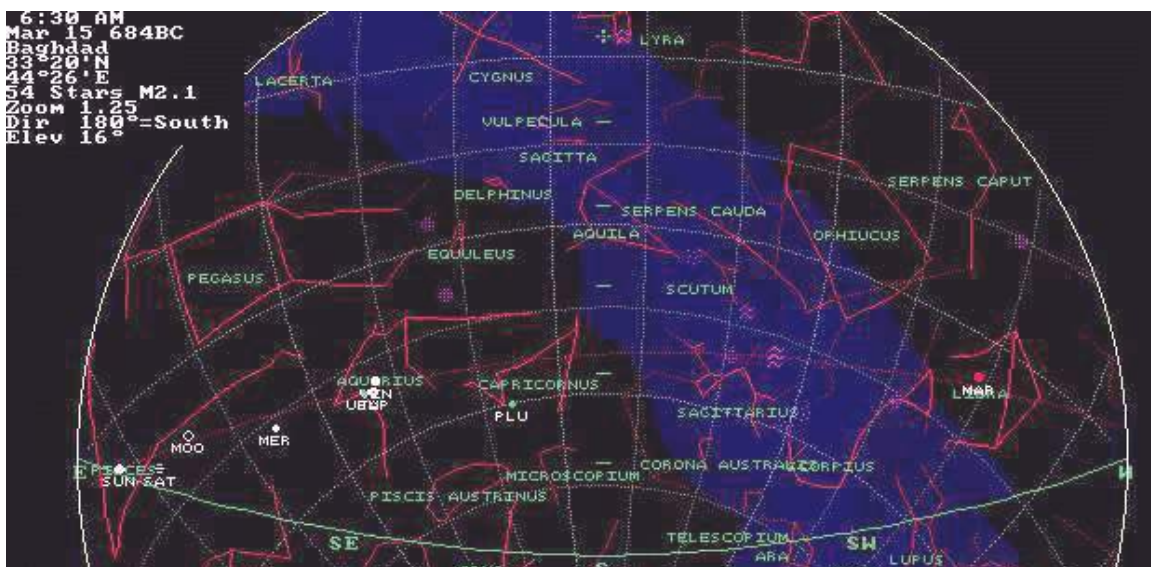 6:30 AM
Mar 15 684BC
Baghdad
33°20'N
44°26'E
54 Stars M2.1
Zoom 1.25
Dir 180°=South
Elev 16°
LYRA
LACERTA
CYGNUS
VULPECULA
SAGITTA
DELPHINUS
SERPENS CAPUT
SERPENS CAUDA
AQUILA
OPHIUCUS
EQUULEUS
PEGASUS
SCUTUM
AQUARIUS
CAPRICORNUS
MAR
PLU
SAGITTARIUS
MER
MOO
CORONA AUSTRALIS
SCORPIUS
E
PISCES
W
SUN SAT
MICROSCOPIUM
PISCIS AUSTRINUS
SE
TELESCOPIUM
SW
ARA
LUPUS